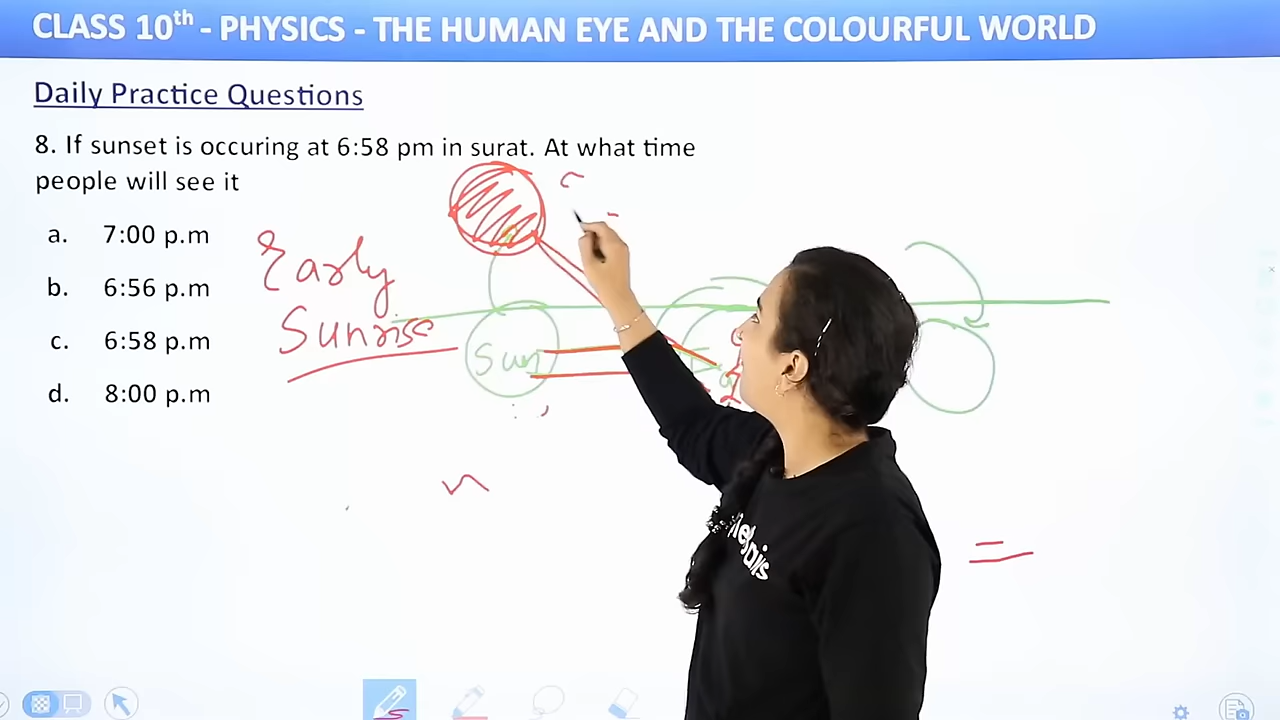 CLASS 10th - PHYSICS - THE HUMAN EYE AND THE COLOURFUL WORLD
Daily Practice Questions
8. If sunset is occuring at 6:58 pm in surat. At what time
people will see it
a. 7:00 p.m
b. 6:56 p.m
c. 6:58 p.m
d. 8:00 p.m
Early
Sunrise
Sun